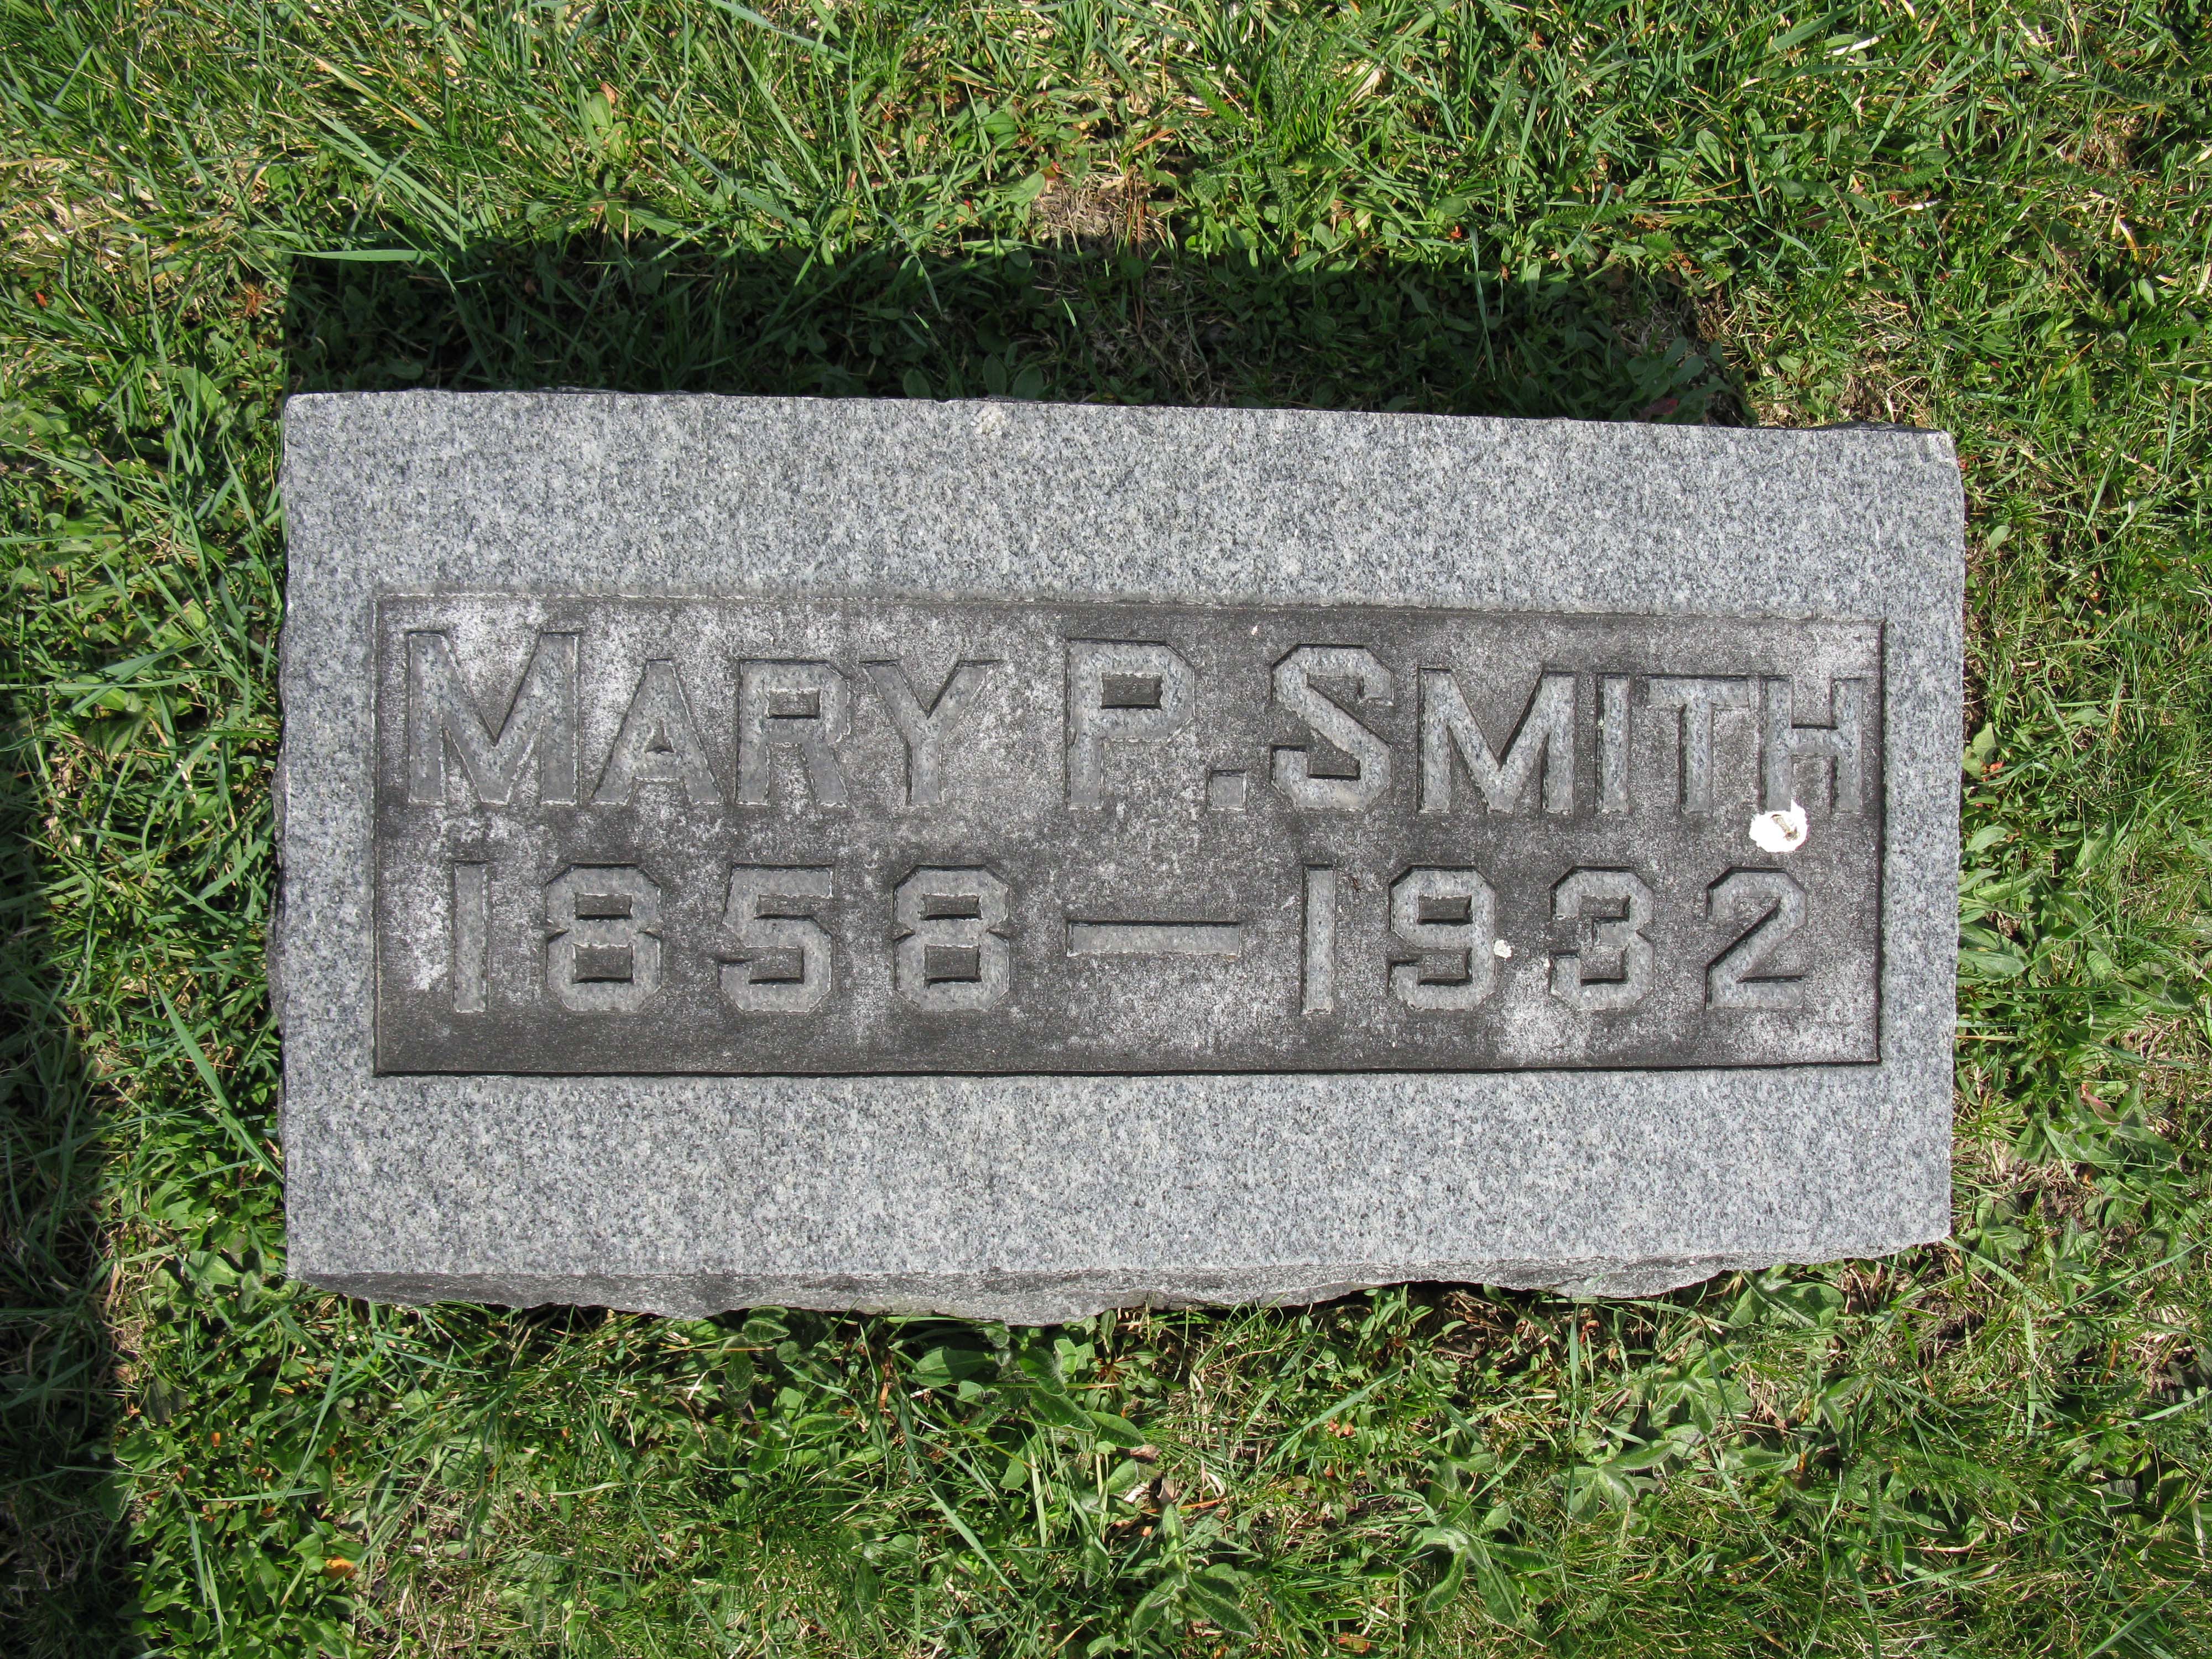 MARY P. SMITH
1858 — 1932